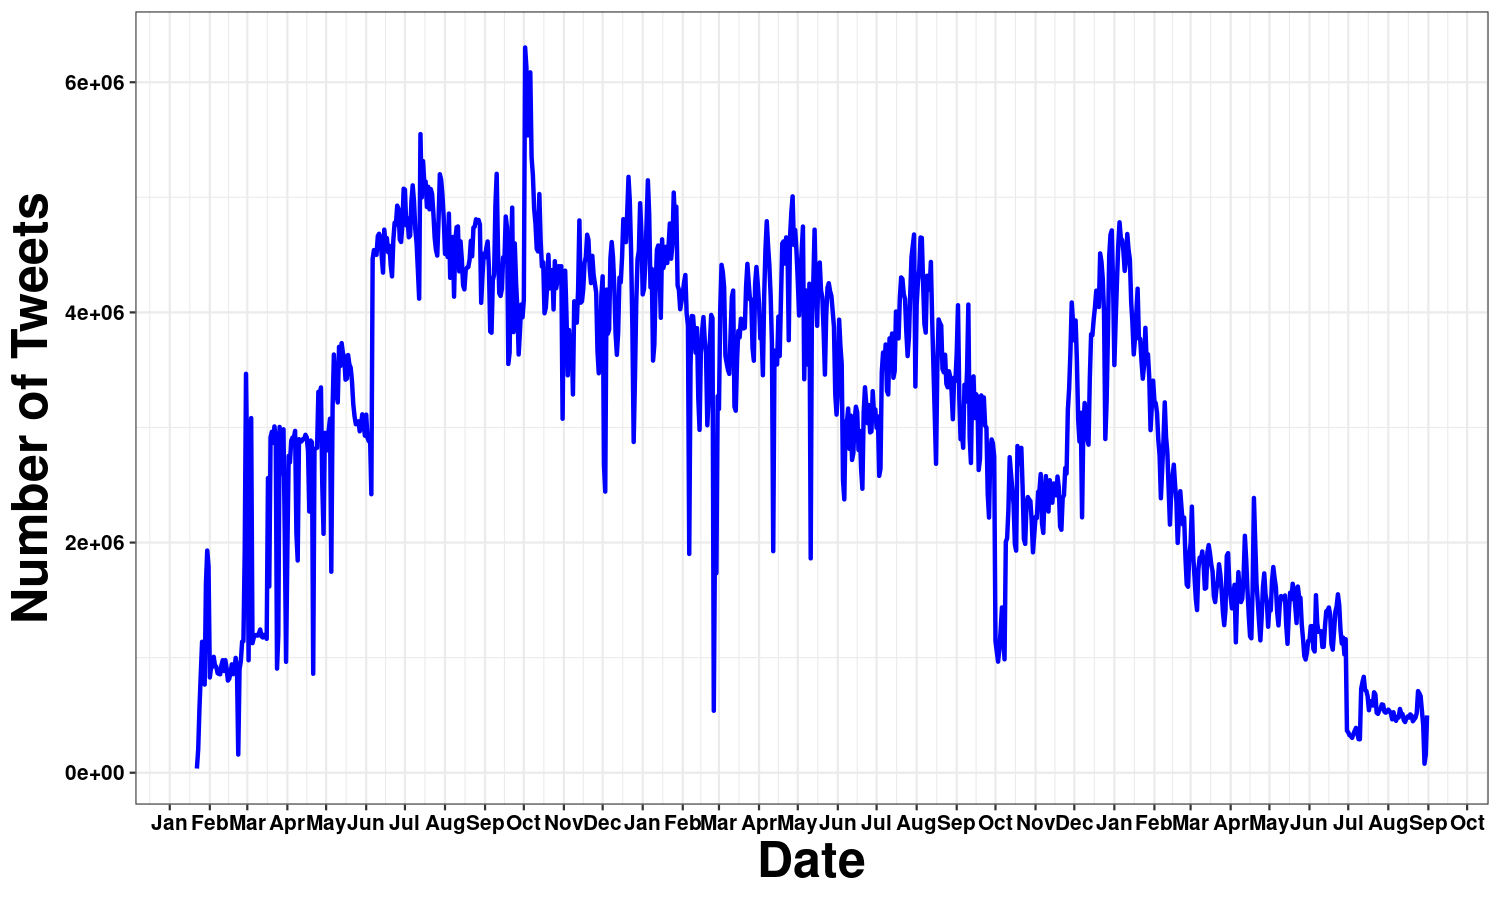 Number of Tweets
6e+06
4e+06
2e+06
0e+00
Jan Feb Mar Apr May Jun Jul Aug Sep Oct Nov Dec Jan Feb Mar Apr May Jun Jul Aug Sep Oct Nov Dec Jan Feb Mar Apr May Jun Jul Aug Sep Oct
Date